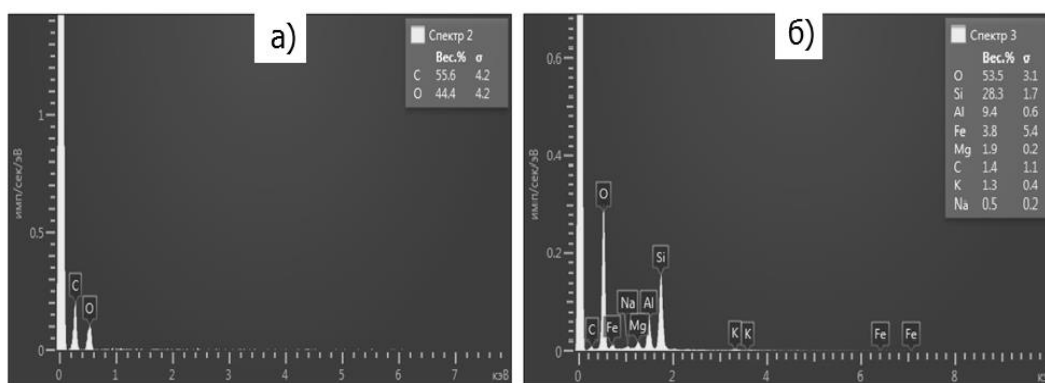 а)
Спектр 2
Вес.% σ
C 55.6 4.2
O 44.4 4.2
имп/сек/эВ
1
0.5
0
C
O
0 1 2 3 4 5 6 7 кэВ
б)
Спектр 3
Вес.% σ
O 53.5 3.1
Si 28.3 1.7
Al 9.4 0.6
Fe 3.8 5.4
Mg 1.9 0.2
C 1.4 1.1
K 1.3 0.4
Na 0.5 0.2
имп/сек/эВ
0.6
0.4
0.2
0
O
Si
Na Al
C Fe Mg K K Fe Fe
0 2 4 6 8 кэВ